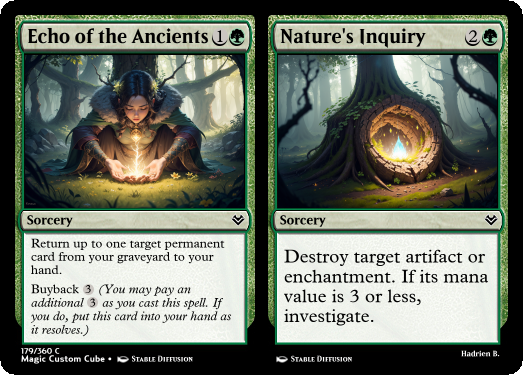 Echo of the Ancients 1
Sorcery
Return up to one target permanent
card from your graveyard to your
hand.
Buyback 3 (You may pay an
additional 3 as you cast this spell. If
you do, put this card into your hand as
it resolves.)
179/360 C
Magic Custom Cube • Stable Diffusion
Nature's Inquiry 2
Sorcery
Destroy target artifact or
enchantment. If its mana
value is 3 or less,
investigate.
Stable Diffusion
Hadrien B.